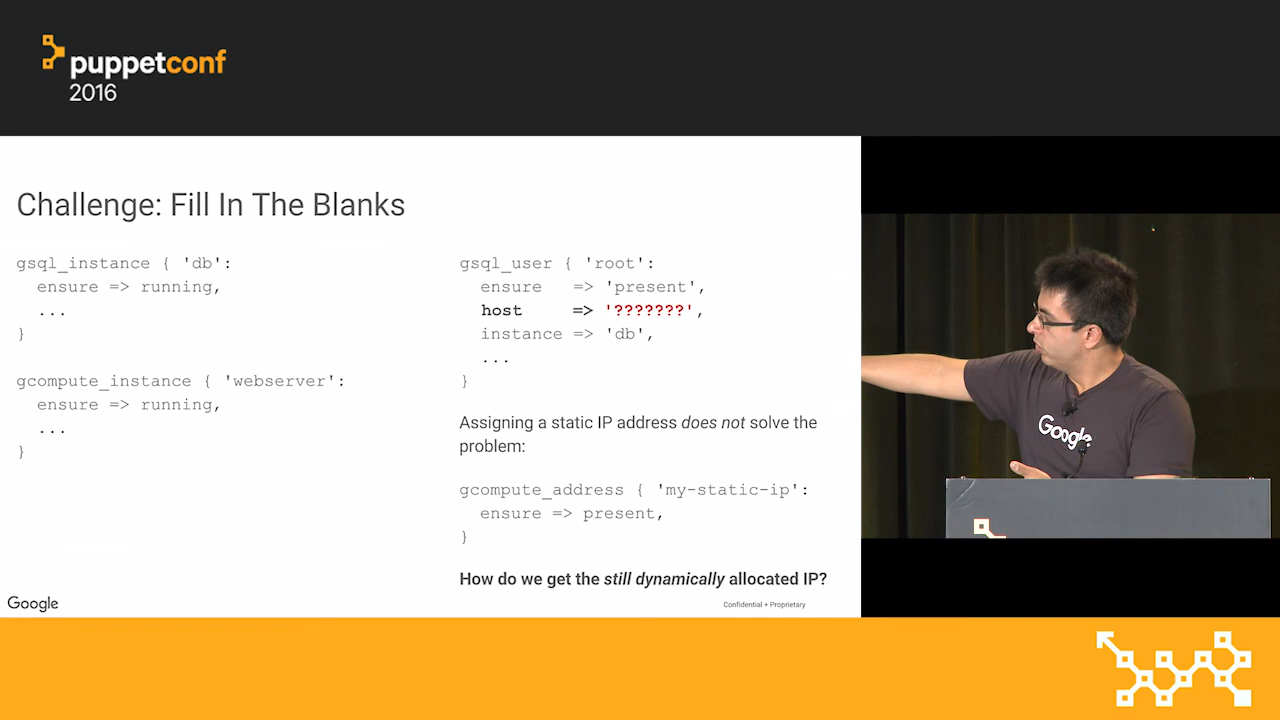 puppetconf
2016
Challenge: Fill In The Blanks
gsql_instance { 'db':
ensure => running,
...
}
gcompute_instance { 'webserver':
ensure => running,
...
}
gsql_user { 'root':
ensure => 'present',
host => '???????',
instance => 'db',
...
}
Assigning a static IP address does not solve the
problem:
gcompute_address { 'my-static-ip':
ensure => present,
}
How do we get the still dynamically allocated IP?
Google
Confidential + Proprietary
Google